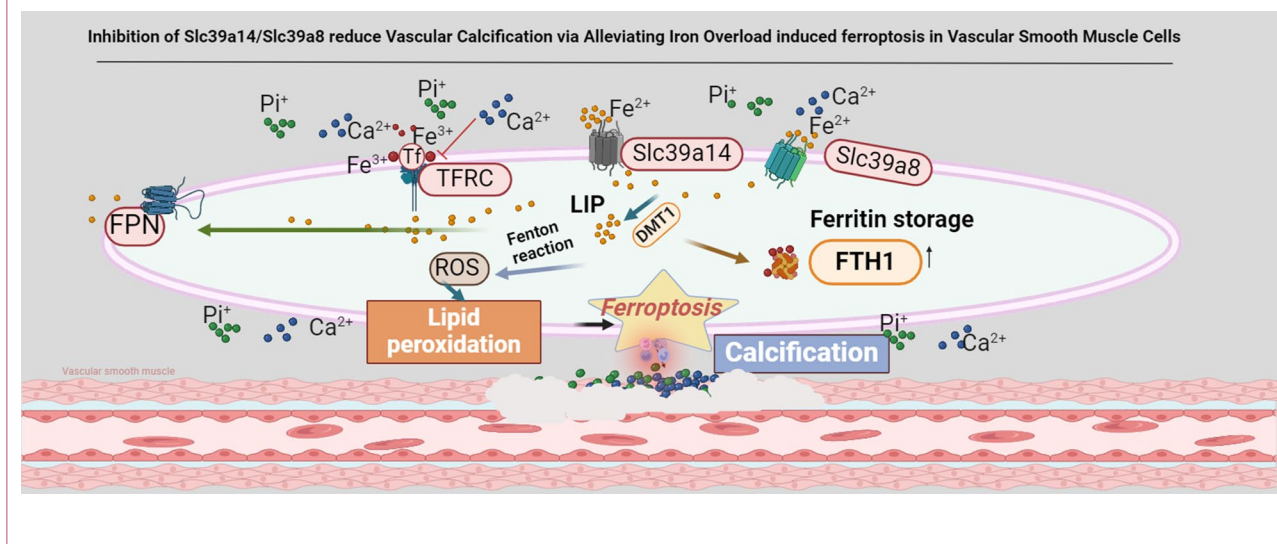 Inhibition of Slc39a14/Slc39a8 reduce Vascular Calcification via Alleviating Iron Overload induced ferroptosis in Vascular Smooth Muscle Cells
Pi+
Ca2+
Pi+
Fe3+
Ca2+
Fe2+
Pi+
Ca2+
Fe2+
Fe3+
Tf
TFRC
Slc39a14
Slc39a8
FPN
LIP
DMT1
Fenton
reaction
Ferritin storage
FTH1
ROS
Lipid
peroxidation
Ferroptosis
Calcification
Pi+
Ca2+
Pi+
Ca2+
Vascular smooth muscle